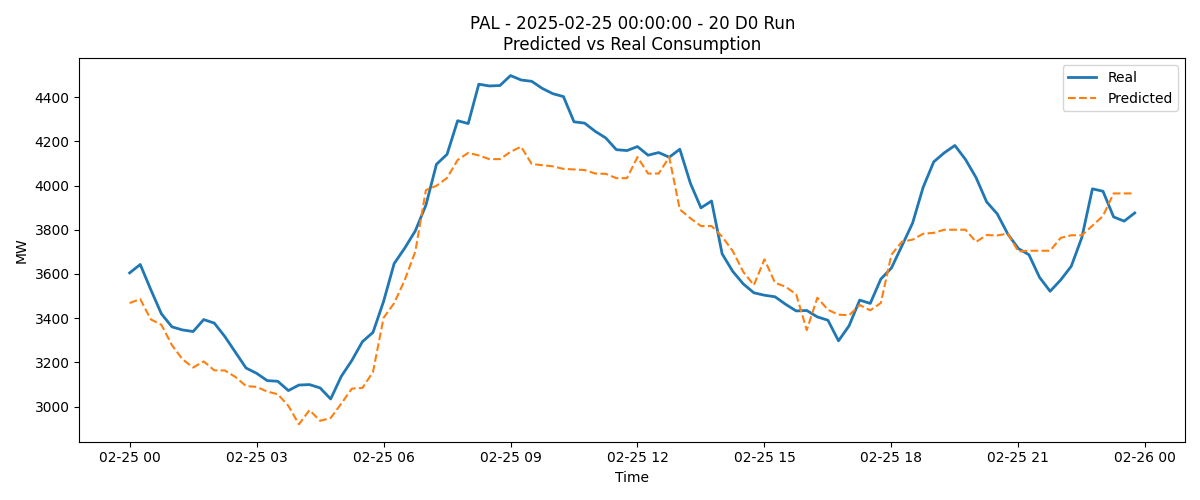 PAL - 2025-02-25 00:00:00 - 20 D0 Run
Predicted vs Real Consumption
Real
Predicted
MW
4400
4200
4000
3800
3600
3400
3200
3000
02-25 00
02-25 03
02-25 06
02-25 09
02-25 12
02-25 15
02-25 18
02-25 21
02-26 00
Time